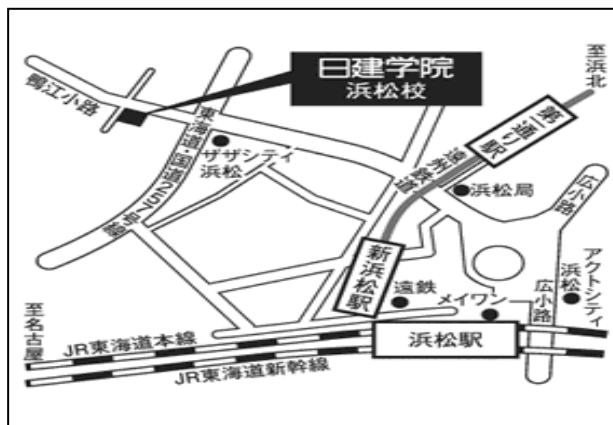 日建学院
浜松校
至浜北
鴨江小路
東海道・国道257号線
ザザシティ
浜松
第一通り駅
遠州鉄道
浜松局
広小路
新浜松駅
遠鉄
メイワン
広小路
アクトシティ
浜松
至名古屋
JR東海道本線
浜松駅
JR東海道新幹線